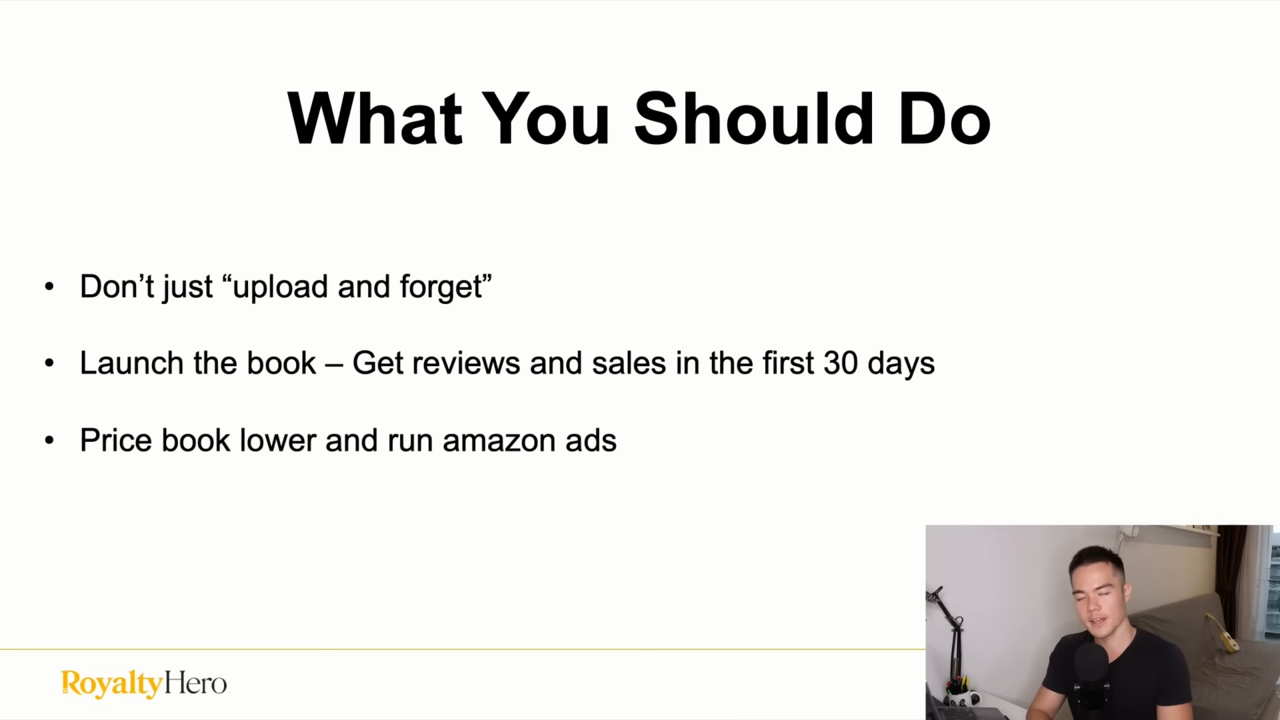 What You Should Do
• Don’t just “upload and forget”
• Launch the book – Get reviews and sales in the first 30 days
• Price book lower and run amazon ads
RoyaltyHero